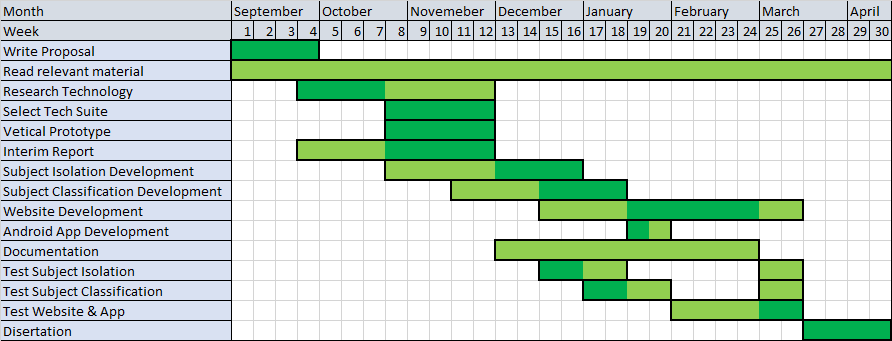 Month September October Novemeber December January February March April
Week 1 2 3 4 5 6 7 8 9 10 11 12 13 14 15 16 17 18 19 20 21 22 23 24 25 26 27 28 29 30
Write Proposal
Read relevant material
Research Technology
Select Tech Suite
Vetical Prototype
Interim Report
Subject Isolation Development
Subject Classification Development
Website Development
Android App Development
Documentation
Test Subject Isolation
Test Subject Classification
Test Website & App
Disertation